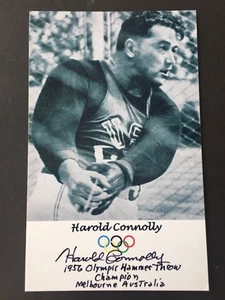 Harold Connolly
Harold Connolly
1956 Olympic Hammer Throw
Champion
Melbourne Australia